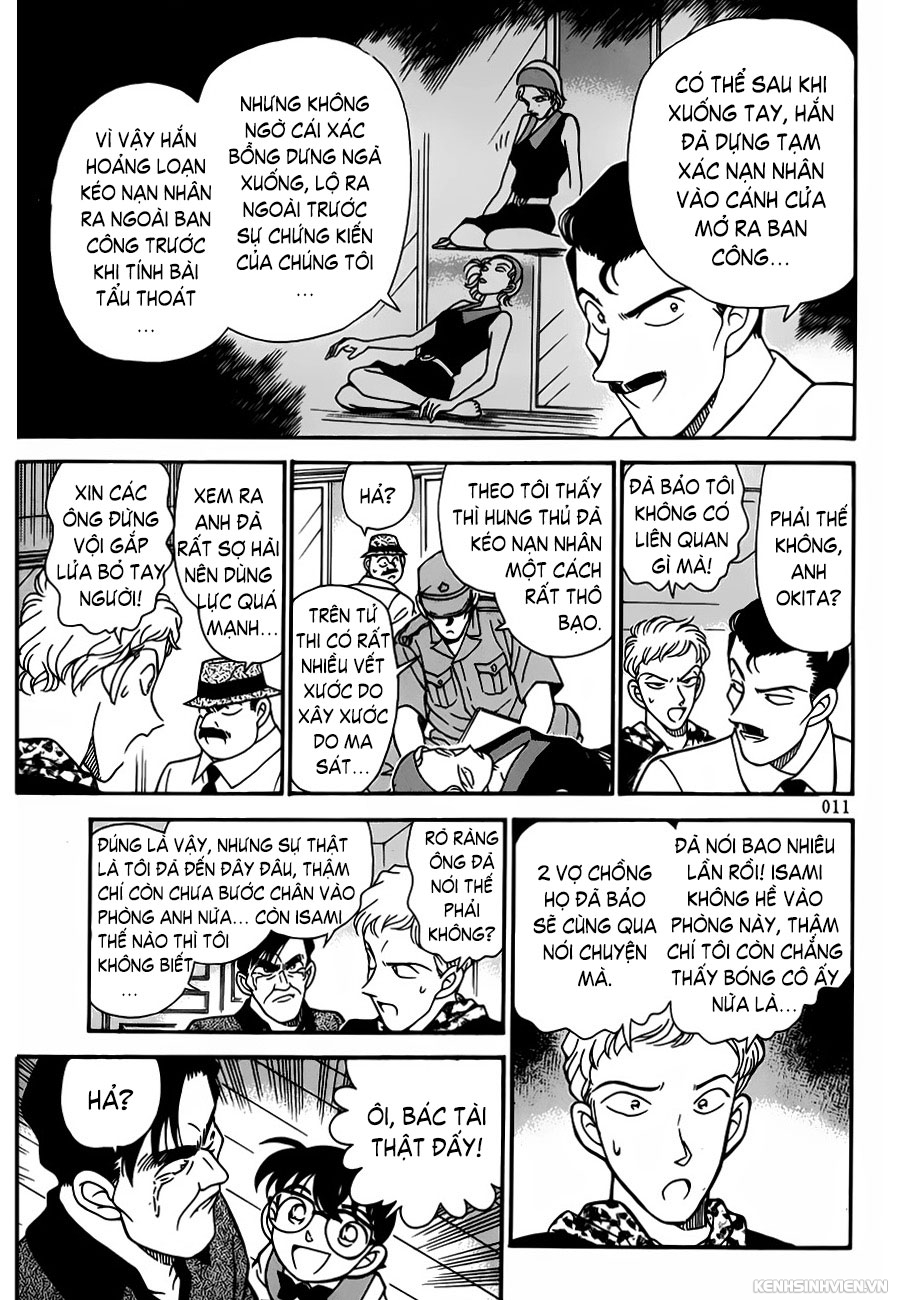 CÓ THỂ SAU KHI
XUỐNG TAY, HẮN
ĐÃ DỰNG TẠM
XÁC NẠN NHÂN
VÀO CÁNH CỬA
MỞ RA BAN
CÔNG...
NHƯNG KHÔNG
NGỜ CÁI XÁC
BỖNG DƯNG NGÃ
XUỐNG, LỘ RA
NGOÀI TRƯỚC
SỰ CHỨNG KIẾN
CỦA CHÚNG TÔI
...
VÌ VẬY HẮN
HOẢNG LOẠN
KÉO NẠN NHÂN
RA NGOÀI BAN
CÔNG TRƯỚC
KHI TÍNH BÀI
TẨU THOÁT
...
PHẢI THẾ
KHÔNG,
ANH
OKITA?
ĐÃ BẢO TÔI
KHÔNG CÓ
LIÊN QUAN
GÌ MÀ!
THEO TÔI THẤY
THÌ HUNG THỦ ĐÃ
KÉO NẠN NHÂN
MỘT CÁCH
RẤT THÔ
BẠO.
HẢ?
TRÊN TỬ
THI CÓ RẤT
NHIỀU VẾT
XƯỚC DO
XÂY XƯỚC
DO MA
SÁT...
XEM RA
ANH ĐÃ
RẤT SỢ HÃI
NÊN DÙNG
LỰC QUÁ
MẠNH...
XIN CÁC
ÔNG ĐỪNG
VỘI GẮP
LỬA BỎ TAY
NGƯỜI!
011
ĐÃ NÓI BAO NHIÊU
LẦN RỒI! ISAMI
KHÔNG HỀ VÀO
PHÒNG NÀY, THẬM
CHÍ TÔI CÒN CHẲNG
THẤY BÓNG CÔ ẤY
NỮA LÀ...
2 VỢ CHỒNG
HỌ ĐÃ BẢO
SẼ CÙNG QUA
NÓI CHUYỆN
MÀ.
RÕ RÀNG
ÔNG ĐÃ
NÓI THẾ
PHẢI
KHÔNG?
ĐÚNG LÀ VẬY, NHƯNG SỰ THẬT
LÀ TÔI ĐÃ ĐẾN ĐÂY ĐÂU, THẬM
CHÍ CÒN CHƯA BƯỚC CHÂN VÀO
PHÒNG ANH NỮA... CÒN ISAMI
THẾ NÀO THÌ TÔI
KHÔNG BIẾT
...
ÔI, BÁC TÀI
THẬT ĐẤY!
HẢ?
KENHSINHVIEN.VN